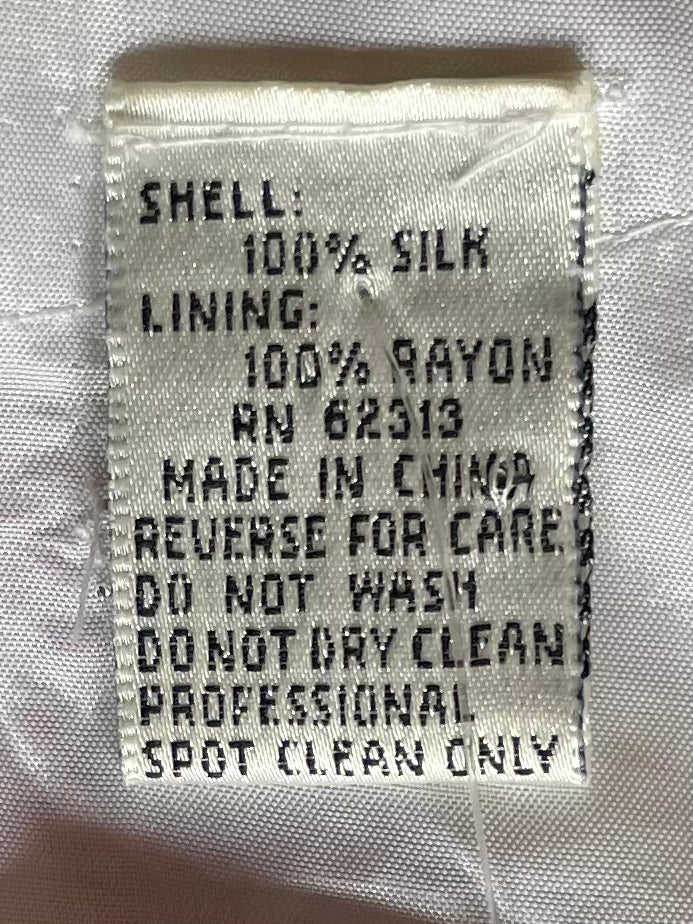 SHELL:
100% SILK
LINING:
100% RAYON
RN 62313
MADE IN CHINA
REVERSE FOR CARE
DO NOT WASH
DO NOT DRY CLEAN
PROFESSIONAL
SPOT CLEAN ONLY